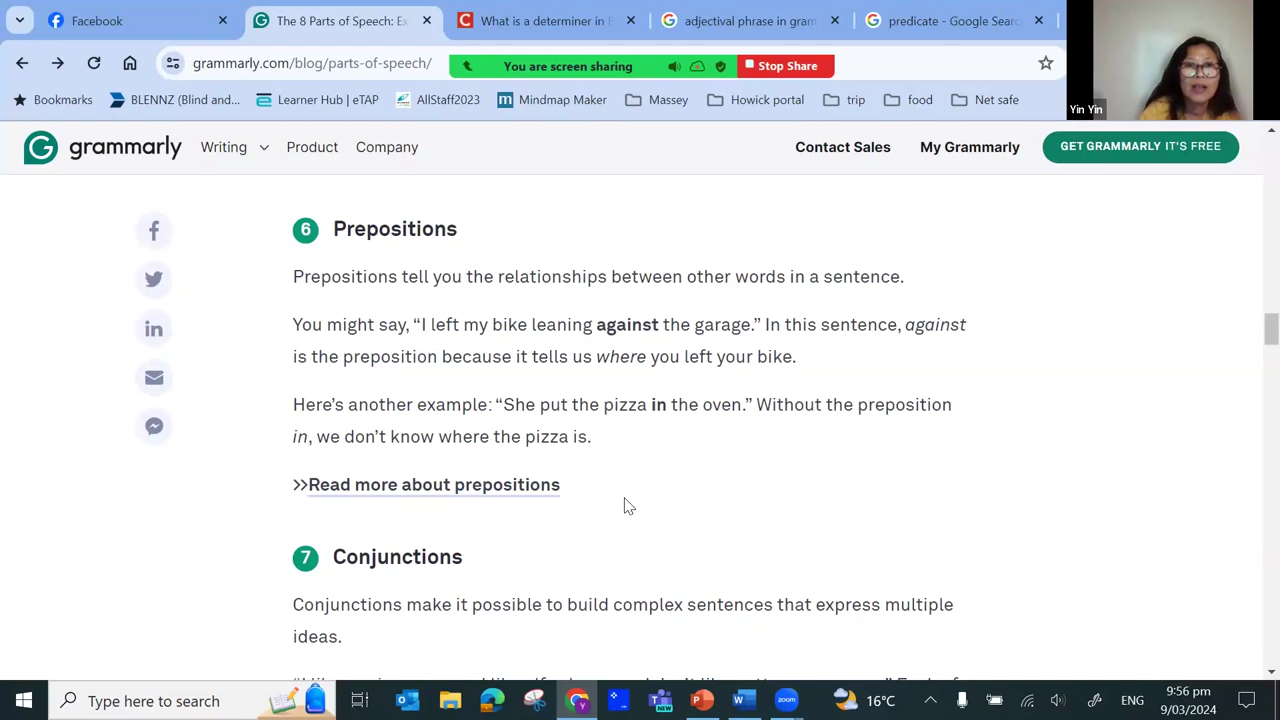 Facebook
The 8 Parts of Speech: Ex
What is a determiner in E
adjectival phrase in gram
predicate - Google Searc
grammarly.com/blog/parts-of-speech/
You are screen sharing
Stop Share
Yin Yin
Bookmarks
BLENNZ (Blind and...
Learner Hub | eTAP
AllStaff2023
Mindmap Maker
Massey
Howick portal
trip
food
Net safe
grammarly
Writing
Product
Company
Contact Sales
My Grammarly
GET GRAMMARLY IT'S FREE
6 Prepositions
Prepositions tell you the relationships between other words in a sentence.
You might say, “I left my bike leaning against the garage.” In this sentence, against
is the preposition because it tells us where you left your bike.
Here’s another example: “She put the pizza in the oven.” Without the preposition
in, we don’t know where the pizza is.
>>Read more about prepositions
7 Conjunctions
Conjunctions make it possible to build complex sentences that express multiple
ideas.
Type here to search
16°C
ENG
9:56 pm
9/03/2024